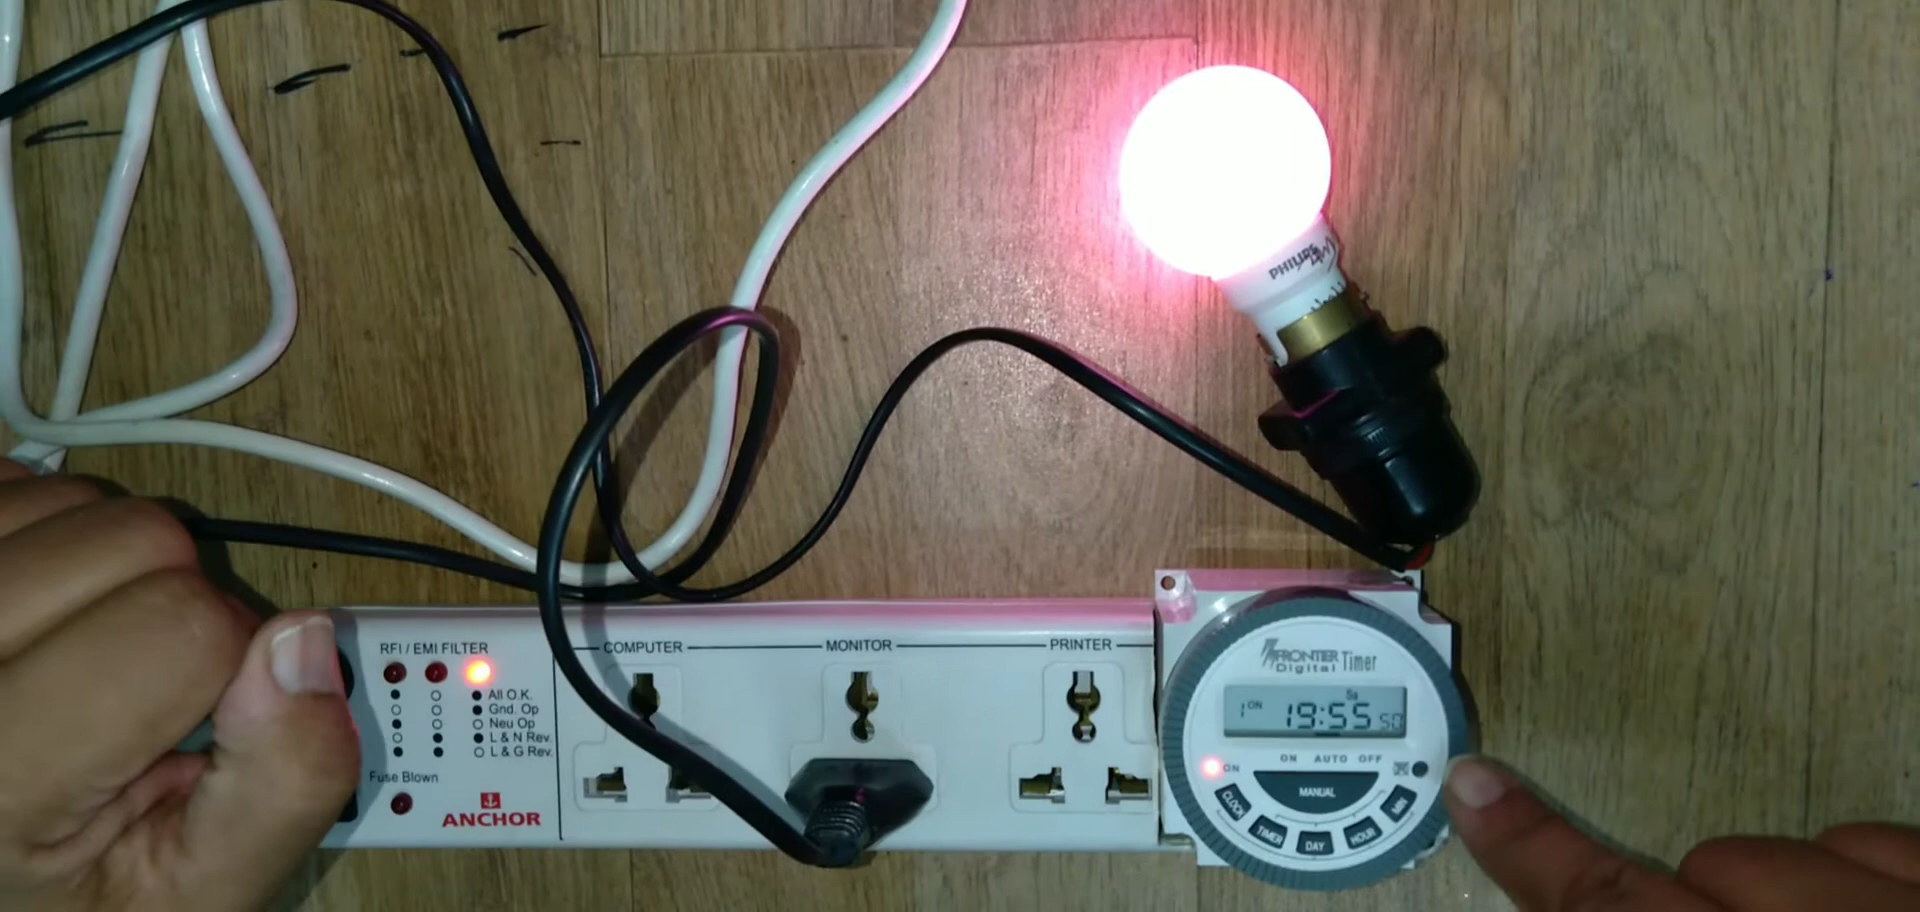 PHILIPS
RFI / EMI FILTER
COMPUTER
MONITOR
PRINTER
All O.K.
Gnd. Op
Neu Op
L & N Rev.
L & G Rev.
Fuse Blown
ANCHOR
FRONTIER
Digital Timer
Sa
1 ON 19:55 50
ON AUTO OFF
ON
MANUAL
CLOCK
TIMER
DAY
HOUR
MIN